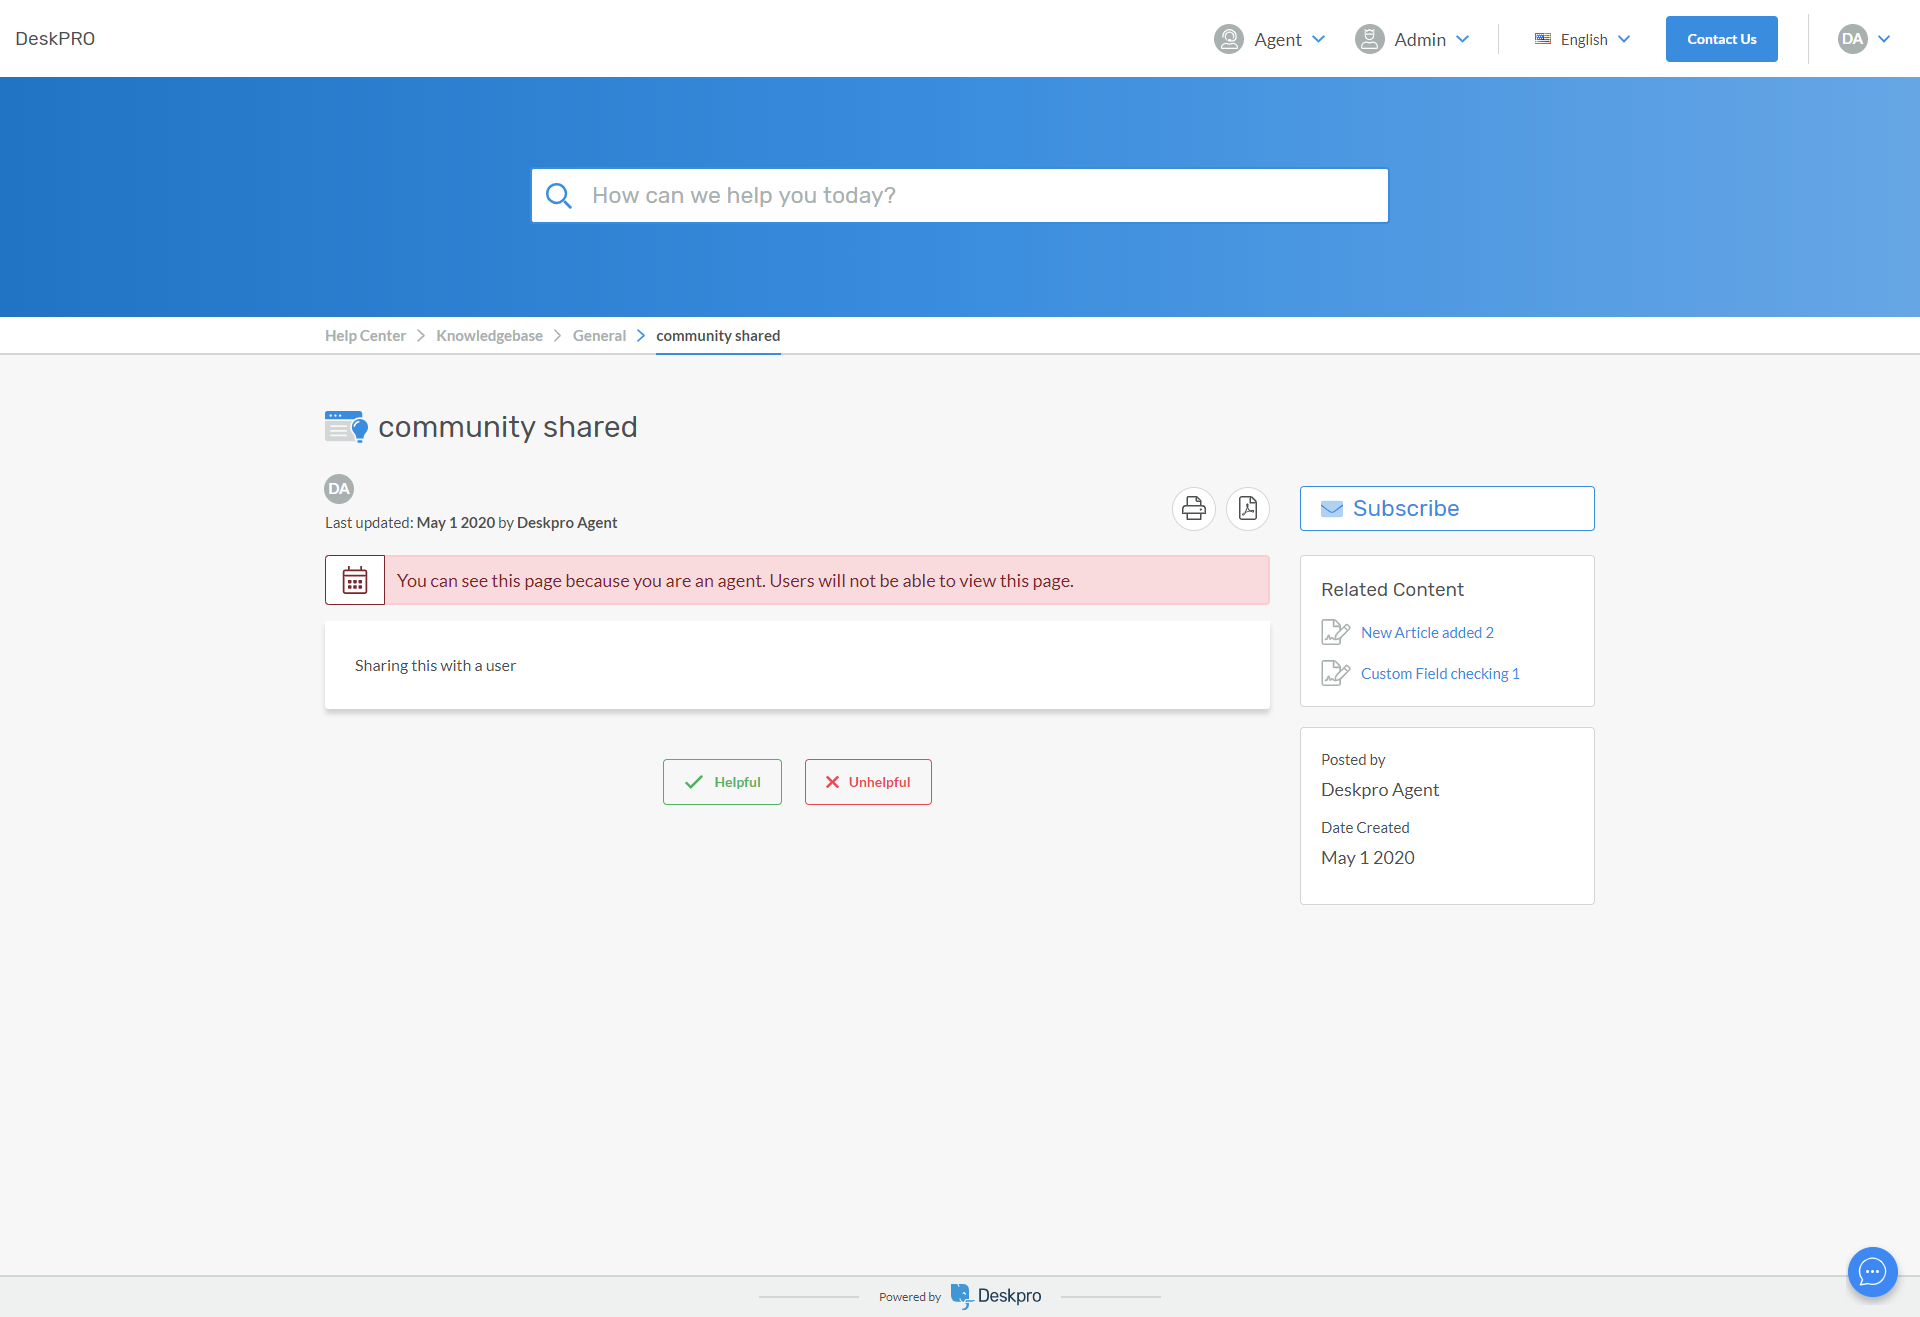 DeskPRO
Agent
Admin
English
Contact Us
DA
How can we help you today?
Help Center
Knowledgebase
General
community shared
community shared
DA
Last updated: May 1 2020 by Deskpro Agent
Subscribe
You can see this page because you are an agent. Users will not be able to view this page.
Sharing this with a user
Helpful
Unhelpful
Related Content
New Article added 2
Custom Field checking 1
Posted by
Deskpro Agent
Date Created
May 1 2020
Powered by Deskpro